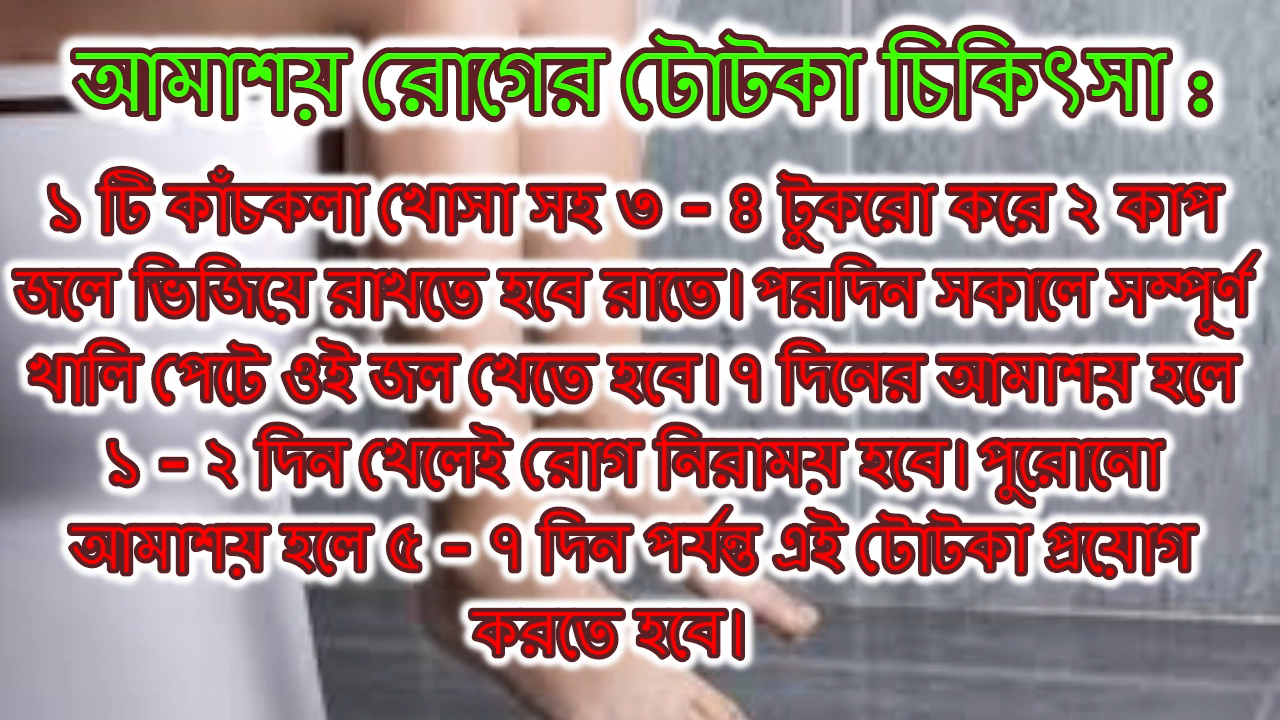 আমাশয় রোগের টোটকা চিকিৎসা :
১ টি কাঁচকলা খোসা সহ ৩ - ৪ টুকরো করে ২ কাপ
জলে ভিজিয়ে রাখতে হবে রাতে। পরদিন সকালে সম্পূর্ণ
খালি পেটে ওই জল খেতে হবে। ৭ দিনের আমাশয় হলে
১ - ২ দিন খেলেই রোগ নিরাময় হবে। পুরোনো
আমাশয় হলে ৫ - ৭ দিন পর্যন্ত এই টোটকা প্রয়োগ
করতে হবে।